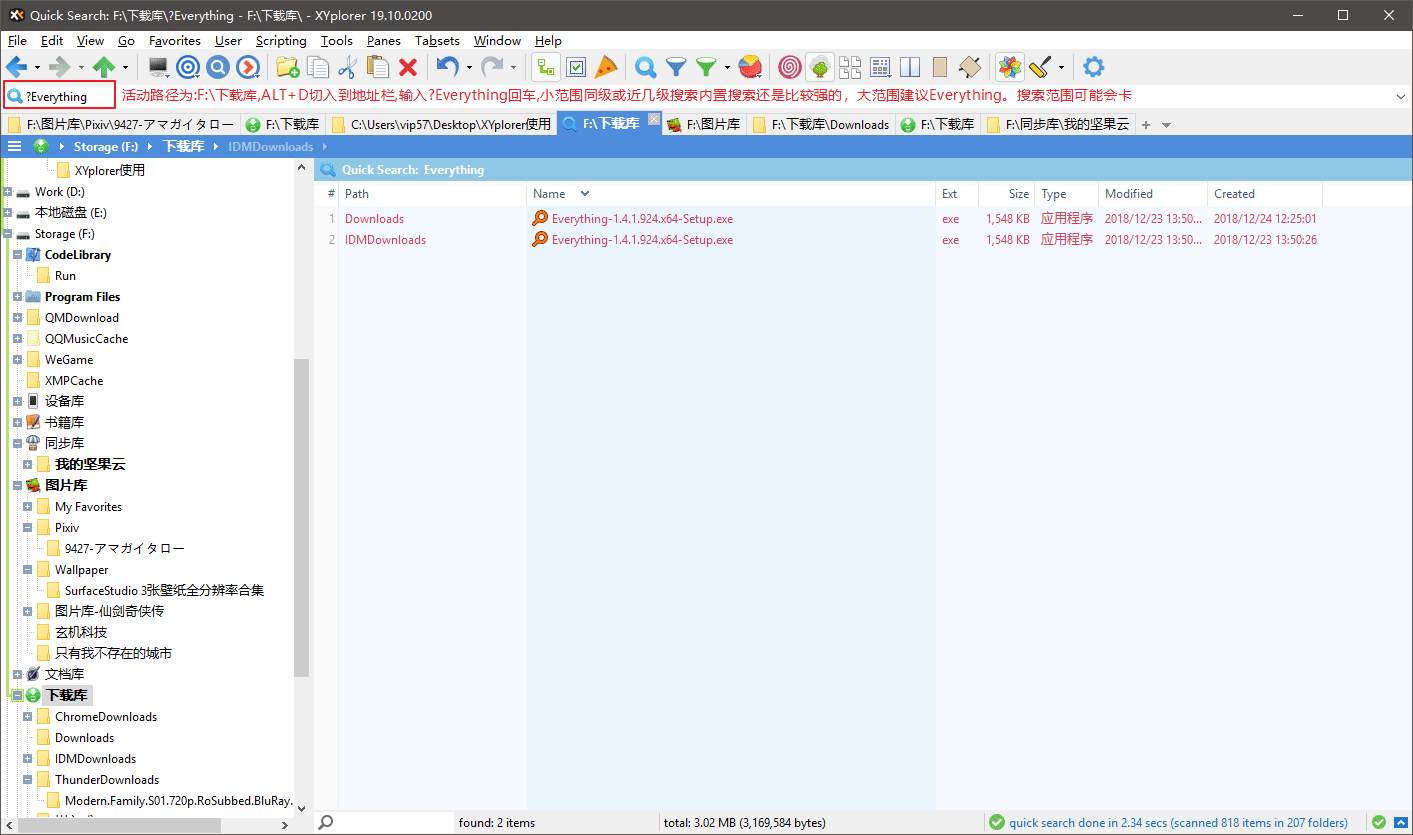 Quick Search: F:\下载库\?Everything - F:\下载库\ - XYplorer 19.10.0200
File Edit View Go Favorites User Scripting Tools Panes Tabsets Window Help
?Everything 活动路径为:F:\下载库,ALT+D切入到地址栏,输入?Everything回车,小范围同级或近几级搜索内置搜索还是比较强的，大范围建议Everything。搜索范围可能会卡
F:\图片库\Pixiv\9427-アマガイタロー F:\下载库 C:\Users\vip57\Desktop\XYplorer使用 F:\下载库 F:\图片库 F:\下载库\Downloads F:\下载库 F:\同步库\我的坚果云
Storage (F:) 下载库 IDMDownloads
XYplorer使用
Work (D:)
本地磁盘 (E:)
Storage (F:)
CodeLibrary
Run
Program Files
QMDownload
QQMusicCache
WeGame
XMPCache
设备库
书籍库
同步库
我的坚果云
图片库
My Favorites
Pixiv
9427-アマガイタロー
Wallpaper
SurfaceStudio 3张壁纸全分辨率合集
图片库-仙剑奇侠传
玄机科技
只有我不存在的城市
文档库
下载库
ChromeDownloads
Downloads
IDMDownloads
ThunderDownloads
Modern.Family.S01.720p.RoSubbed.BluRay.
Quick Search: Everything
# Path Name Ext Size Type Modified Created
1 Downloads Everything-1.4.1.924.x64-Setup.exe exe 1,548 KB 应用程序 2018/12/23 13:50... 2018/12/24 12:25:01
2 IDMDownloads Everything-1.4.1.924.x64-Setup.exe exe 1,548 KB 应用程序 2018/12/23 13:50... 2018/12/23 13:50:26
found: 2 items total: 3.02 MB (3,169,584 bytes) quick search done in 2.34 secs (scanned 818 items in 207 folders)